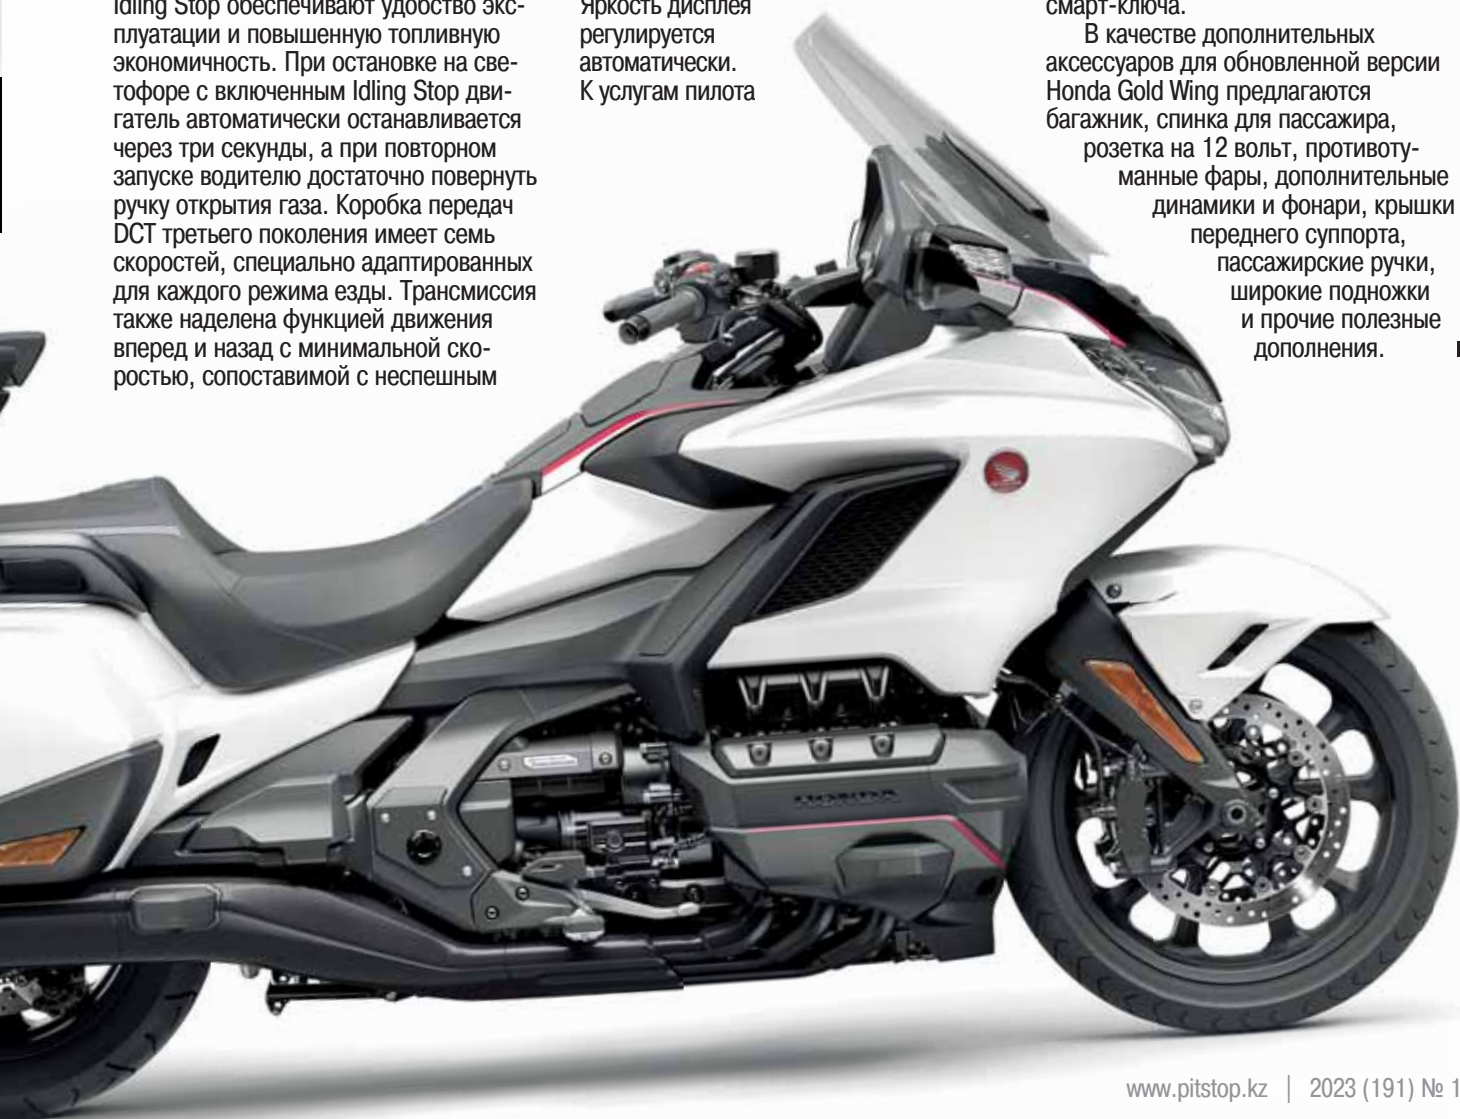 Idling Stop обеспечивают удобство экс-
плуатации и повышенную топливную
экономичность. При остановке на све-
тофоре с включенным Idling Stop дви-
гатель автоматически останавливается
через три секунды, а при повторном
запуске водителю достаточно повернуть
ручку открытия газа. Коробка передач
DCT третьего поколения имеет семь
скоростей, специально адаптированных
для каждого режима езды. Трансмиссия
также наделена функцией движения
вперед и назад с минимальной ско-
ростью, сопоставимой с неспешным
Яркость дисплея
регулируется
автоматически.
К услугам пилота
смарт-ключа.
В качестве дополнительных
аксессуаров для обновленной версии
Honda Gold Wing предлагаются
багажник, спинка для пассажира,
розетка на 12 вольт, противоту-
манные фары, дополнительные
динамики и фонари, крышки
переднего суппорта,
пассажирские ручки,
широкие подножки
и прочие полезные
дополнения.
HONDA
www.pitstop.kz | 2023 (191) № 1